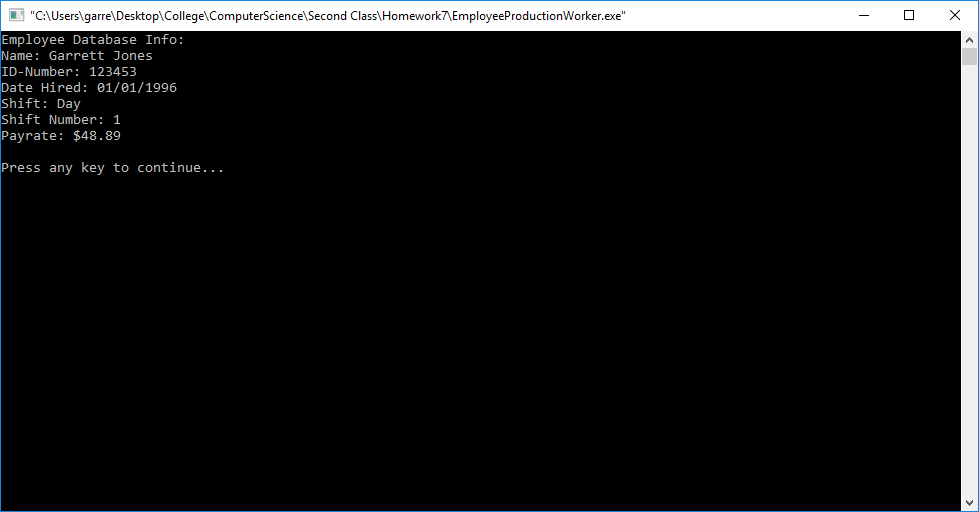 "C:\Users\garre\Desktop\College\ComputerScience\Second Class\Homework7\EmployeeProductionWorker.exe"
Employee Database Info:
Name: Garrett Jones
ID-Number: 123453
Date Hired: 01/01/1996
Shift: Day
Shift Number: 1
Payrate: $48.89
Press any key to continue...